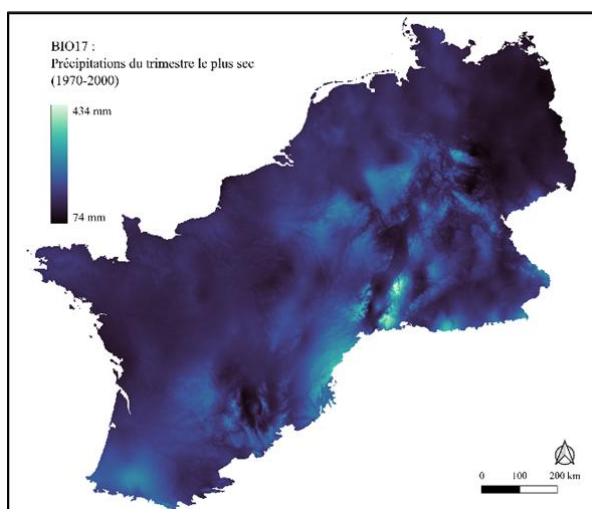 BIO17 :
Précipitations du trimestre le plus sec
(1970-2000)
434 mm
74 mm
0 100 200 km